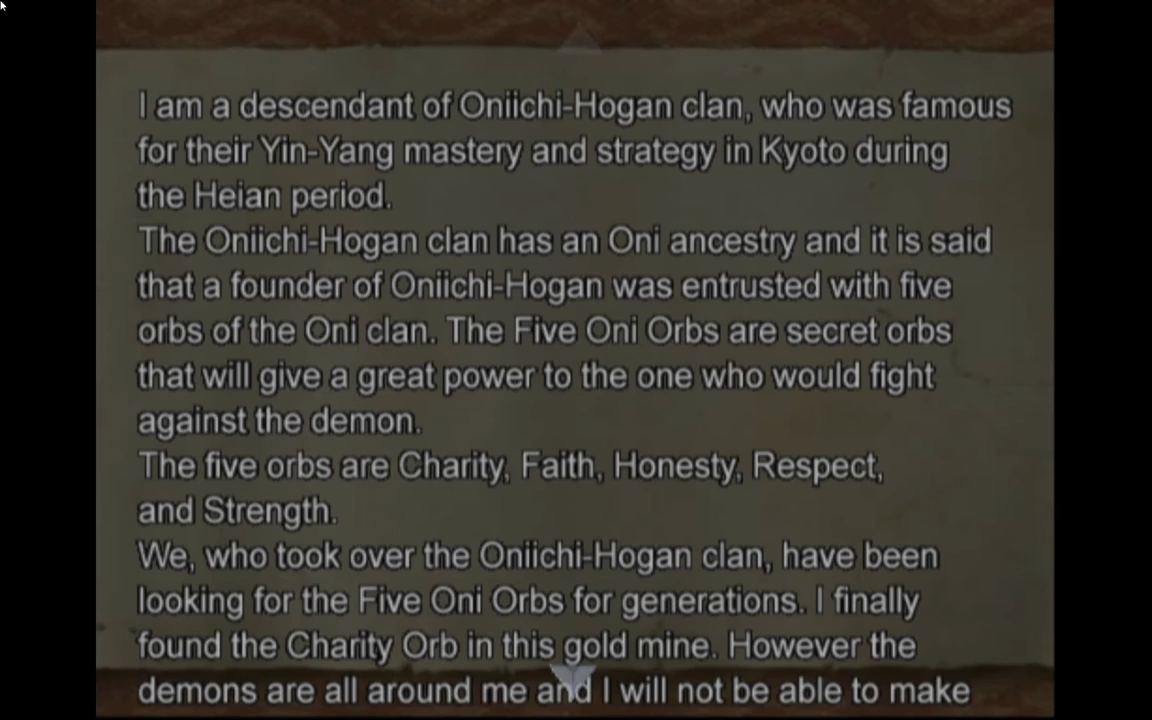 I am a descendant of Oniichi-Hogan clan, who was famous
for their Yin-Yang mastery and strategy in Kyoto during
the Heian period.
The Oniichi-Hogan clan has an Oni ancestry and it is said
that a founder of Oniichi-Hogan was entrusted with five
orbs of the Oni clan. The Five Oni Orbs are secret orbs
that will give a great power to the one who would fight
against the demon.
The five orbs are Charity, Faith, Honesty, Respect,
and Strength.
We, who took over the Oniichi-Hogan clan, have been
looking for the Five Oni Orbs for generations. I finally
found the Charity Orb in this gold mine. However the
demons are all around me and I will not be able to make